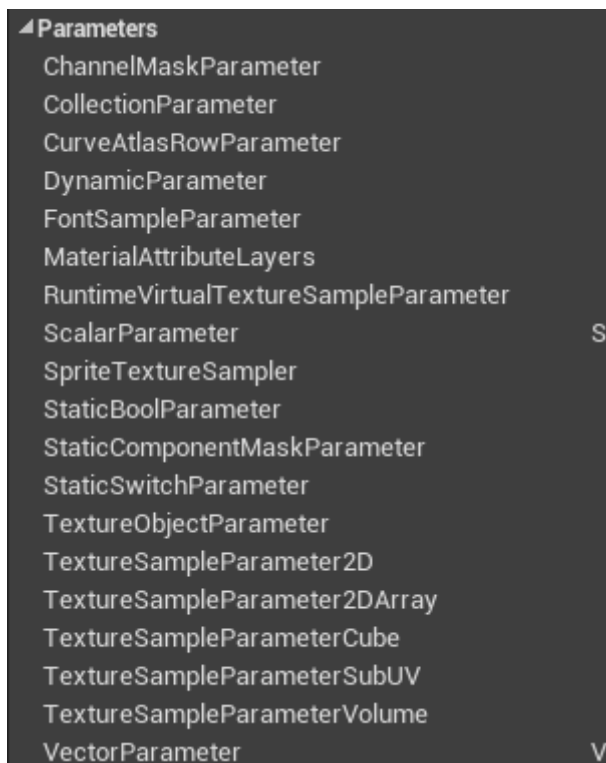 Parameters
ChannelMaskParameter
CollectionParameter
CurveAtlasRowParameter
DynamicParameter
FontSampleParameter
MaterialAttributeLayers
RuntimeVirtualTextureSampleParameter
ScalarParameter S
SpriteTextureSampler
StaticBoolParameter
StaticComponentMaskParameter
StaticSwitchParameter
TextureObjectParameter
TextureSampleParameter2D
TextureSampleParameter2DArray
TextureSampleParameterCube
TextureSampleParameterSubUV
TextureSampleParameterVolume
VectorParameter V